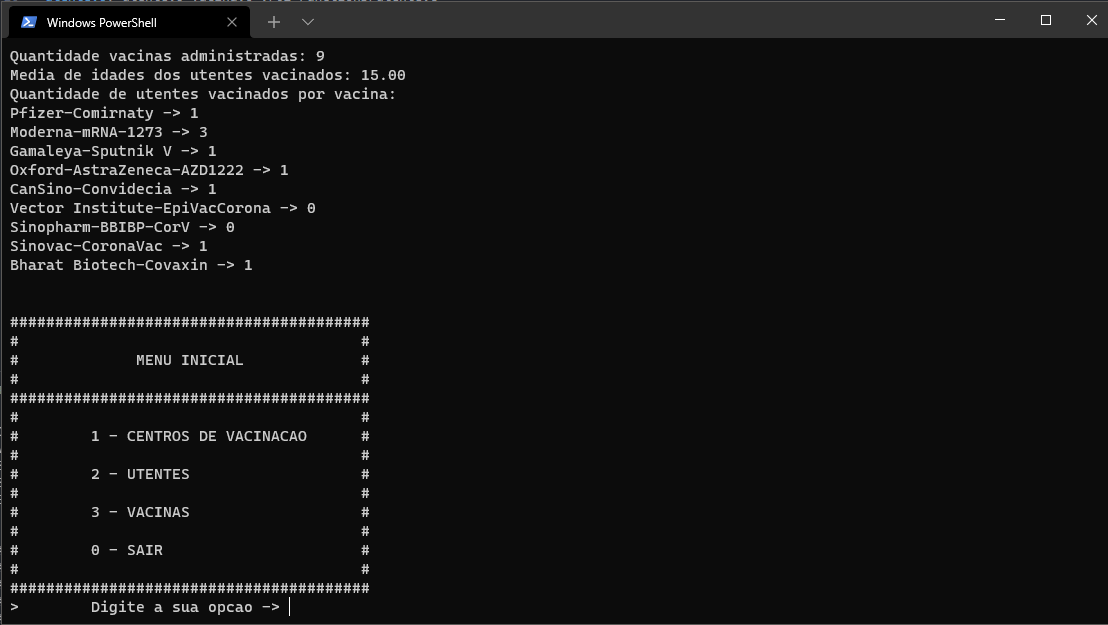 Windows PowerShell
Quantidade vacinas administradas: 9
Media de idades dos utentes vacinados: 15.00
Quantidade de utentes vacinados por vacina:
Pfizer-Comirnaty -> 1
Moderna-mRNA-1273 -> 3
Gamaleya-Sputnik V -> 1
Oxford-AstraZeneca-AZD1222 -> 1
CanSino-Convidecia -> 1
Vector Institute-EpiVacCorona -> 0
Sinopharm-BBIBP-CorV -> 0
Sinovac-CoronaVac -> 1
Bharat Biotech-Covaxin -> 1
########################################
#                                      #
#             MENU INICIAL             #
#                                      #
########################################
#                                      #
#        1 - CENTROS DE VACINACAO      #
#                                      #
#        2 - UTENTES                   #
#                                      #
#        3 - VACINAS                   #
#                                      #
#        0 - SAIR                      #
#                                      #
########################################
>        Digite a sua opcao ->